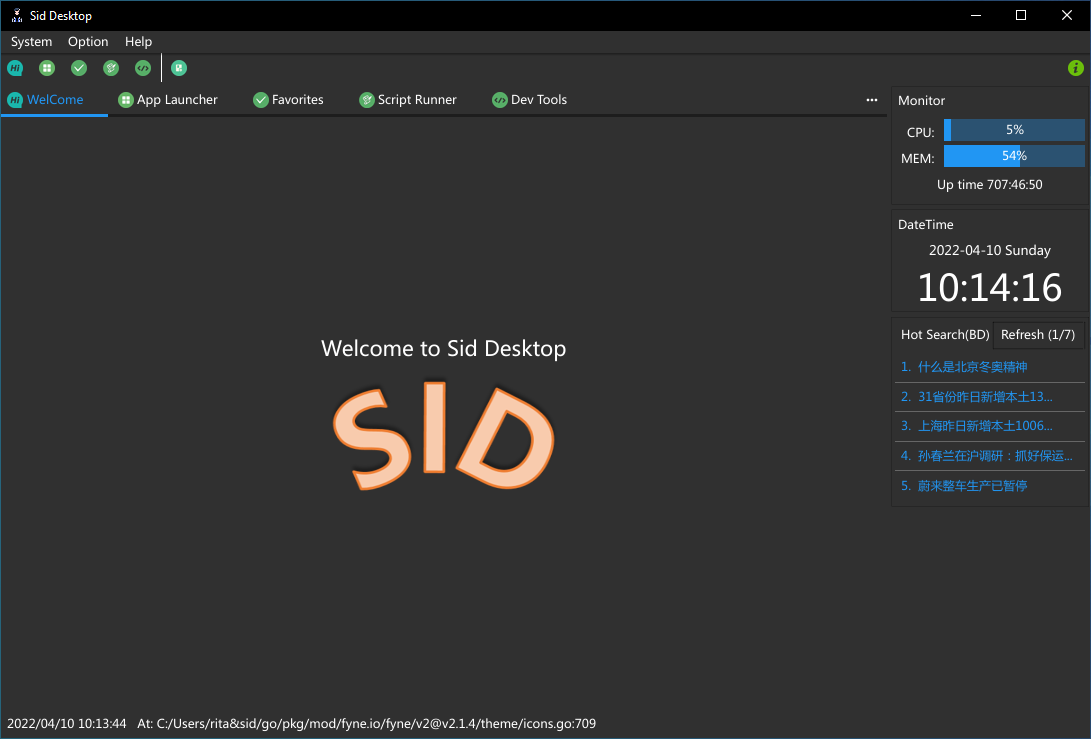 Sid Desktop
System Option Help
Hi
Hi WelCome App Launcher Favorites Script Runner </> Dev Tools ...
Monitor
CPU: 5%
MEM: 54%
Up time 707:46:50
DateTime
2022-04-10 Sunday
10:14:16
Hot Search(BD) Refresh (1/7)
1. 什么是北京冬奥精神
2. 31省份昨日新增本土13...
3. 上海昨日新增本土1006...
4. 孙春兰在沪调研：抓好保运...
5. 蔚来整车生产已暂停
Welcome to Sid Desktop
SID
2022/04/10 10:13:44 At: C:/Users/rita&sid/go/pkg/mod/fyne.io/fyne/v2@v2.1.4/theme/icons.go:709